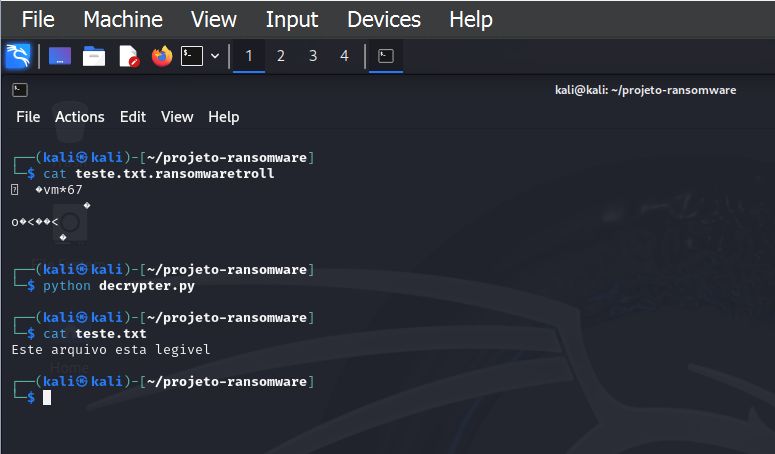 File Machine View Input Devices Help
1 2 3 4
kali@kali: ~/projeto-ransomware
File Actions Edit View Help
┌──(kali㉿kali)-[~/projeto-ransomware]
└─$ cat teste.txt.ransomwaretroll
�vm*67
�
o�<��<
�
┌──(kali㉿kali)-[~/projeto-ransomware]
└─$ python decrypter.py
┌──(kali㉿kali)-[~/projeto-ransomware]
└─$ cat teste.txt
Este arquivo esta legivel
Home
┌──(kali㉿kali)-[~/projeto-ransomware]
└─$